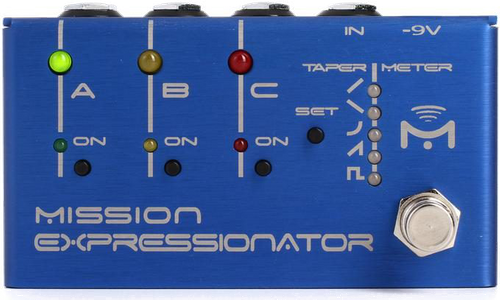 IN -9V
TAPER METER
A B C
SET
ON ON ON
MISSION
EXPRESSIONATOR